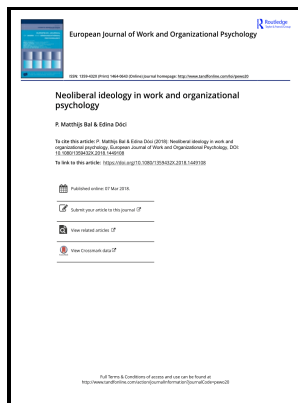 Routledge
European Journal of Work and Organizational Psychology
ISSN: 1359-432X (Print) 1464-0643 (Online) Journal homepage: http://www.tandfonline.com/loi/pewo20
Neoliberal ideology in work and organizational
psychology
P. Matthijs Bal & Edina Dóci
To cite this article: P. Matthijs Bal & Edina Dóci (2018): Neoliberal ideology in work and
organizational psychology, European Journal of Work and Organizational Psychology, DOI:
10.1080/1359432X.2018.1449108
To link to this article: https://doi.org/10.1080/1359432X.2018.1449108
Published online: 07 Mar 2018.
Submit your article to this journal
View related articles
View Crossmark data
Full Terms & Conditions of access and use can be found at
http://www.tandfonline.com/action/journalInformation?journalCode=pewo20